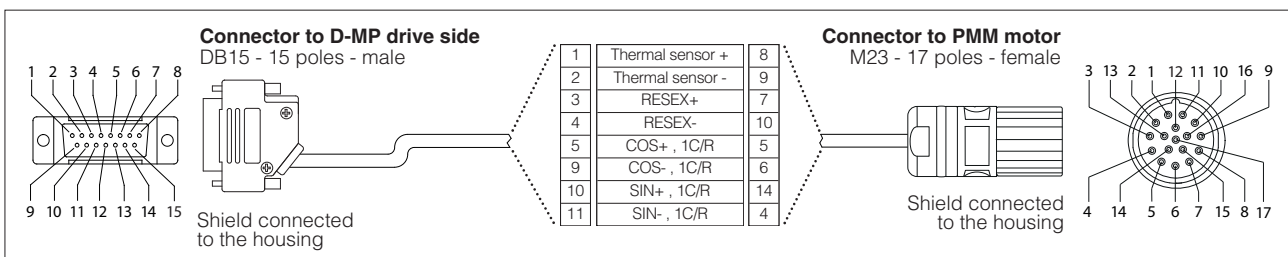 Connector to D-MP drive side
DB15 - 15 poles - male
1 2 3 4 5 6 7 8
9 10 11 12 13 14 15
Shield connected
to the housing
1 Thermal sensor + 8
2 Thermal sensor - 9
3 RESEX+ 7
4 RESEX- 10
5 COS+ , 1C/R 5
9 COS- , 1C/R 6
10 SIN+ , 1C/R 14
11 SIN- , 1C/R 4
Connector to PMM motor
M23 - 17 poles - female
Shield connected
to the housing
3 13 2 1 12 11 10 16 9
4 14 5 6 7 15 8 17